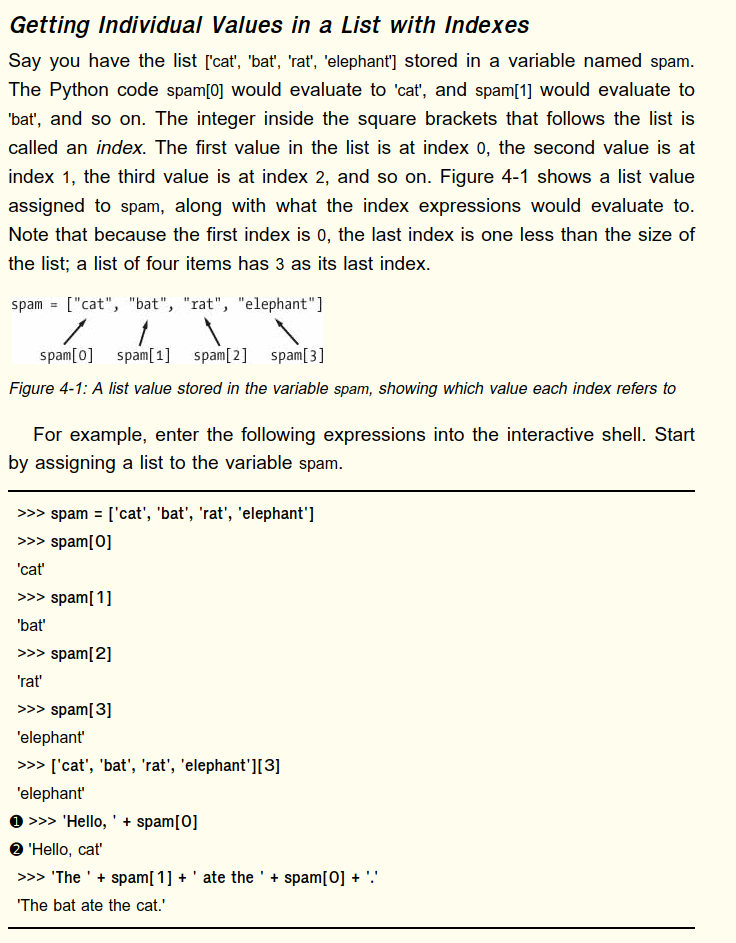 Getting Individual Values in a List with Indexes
Say you have the list ['cat', 'bat', 'rat', 'elephant'] stored in a variable named spam.
The Python code spam[0] would evaluate to 'cat', and spam[1] would evaluate to
'bat', and so on. The integer inside the square brackets that follows the list is
called an index. The first value in the list is at index 0, the second value is at
index 1, the third value is at index 2, and so on. Figure 4-1 shows a list value
assigned to spam, along with what the index expressions would evaluate to.
Note that because the first index is 0, the last index is one less than the size of
the list; a list of four items has 3 as its last index.
spam = ["cat", "bat", "rat", "elephant"]
spam[0] spam[1] spam[2] spam[3]
Figure 4-1: A list value stored in the variable spam, showing which value each index refers to
For example, enter the following expressions into the interactive shell. Start
by assigning a list to the variable spam.
>>> spam = ['cat', 'bat', 'rat', 'elephant']
>>> spam[0]
'cat'
>>> spam[1]
'bat'
>>> spam[2]
'rat'
>>> spam[3]
'elephant'
>>> ['cat', 'bat', 'rat', 'elephant'][3]
'elephant'
❶ >>> 'Hello, ' + spam[0]
❷ 'Hello, cat'
>>> 'The ' + spam[1] + ' ate the ' + spam[0] + '.'
'The bat ate the cat.'